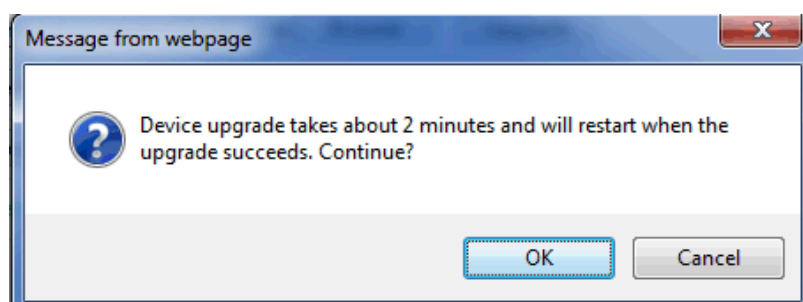 Message from webpage
Device upgrade takes about 2 minutes and will restart when the
upgrade succeeds. Continue?
OK
Cancel